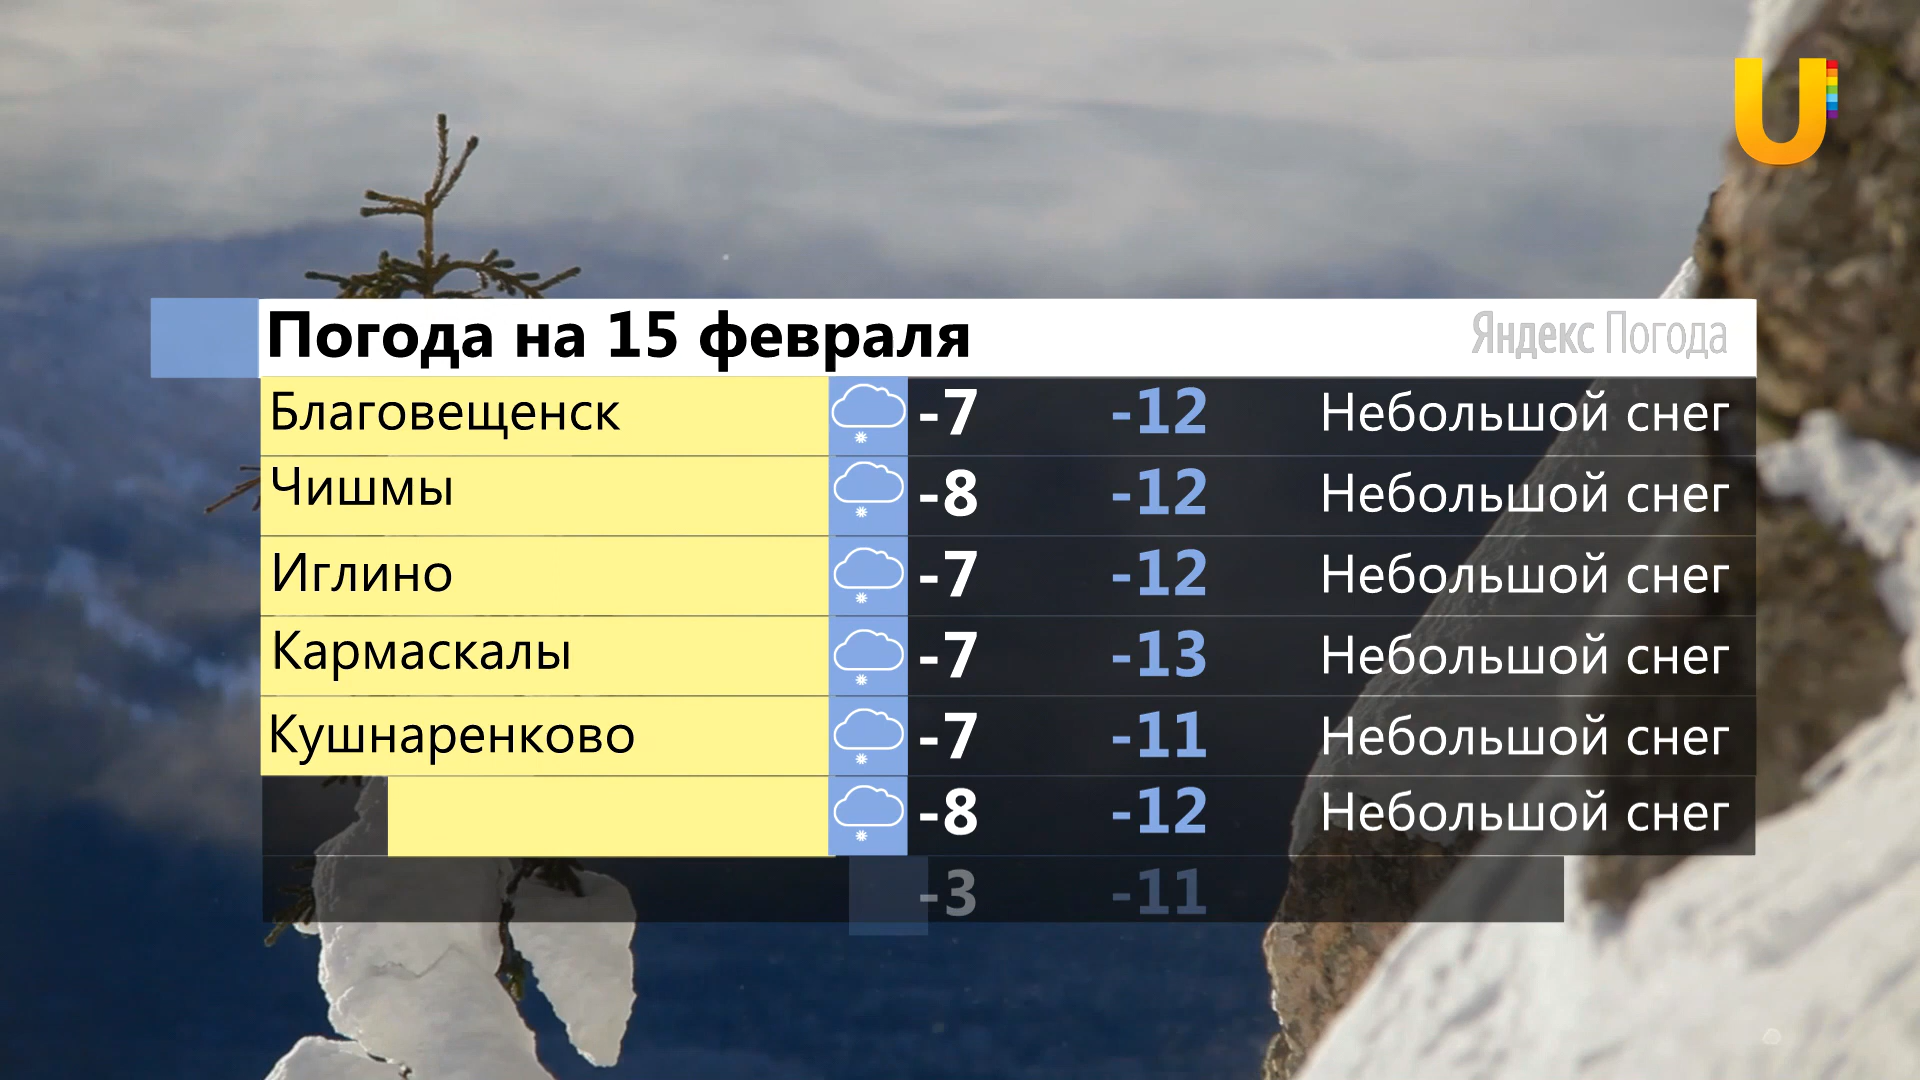 U
Погода на 15 февраля Яндекс Погода
Благовещенск -7 -12 Небольшой снег
Чишмы -8 -12 Небольшой снег
Иглино -7 -12 Небольшой снег
Кармаскалы -7 -13 Небольшой снег
Кушнаренково -7 -11 Небольшой снег
-8 -12 Небольшой снег
-3 -11